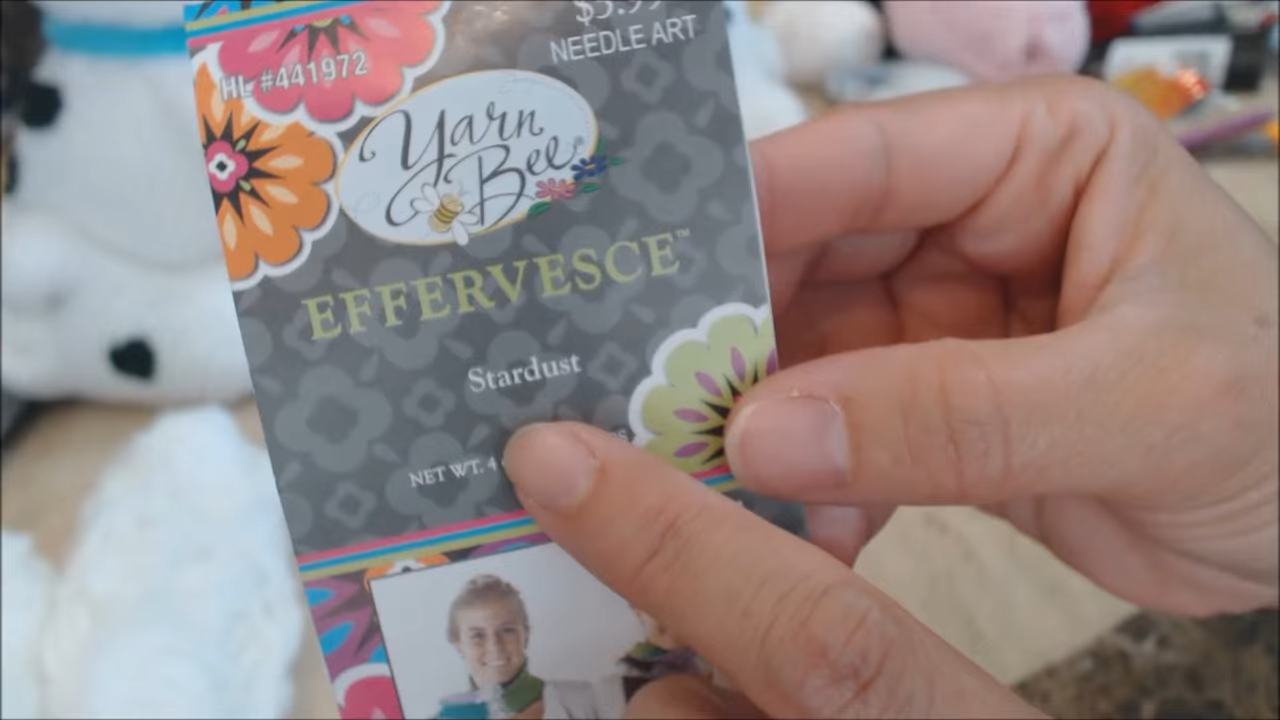 NEEDLE ART
HL #441972
Yarn
Bee
EFFERVESCE™
Stardust
NET WT. 4